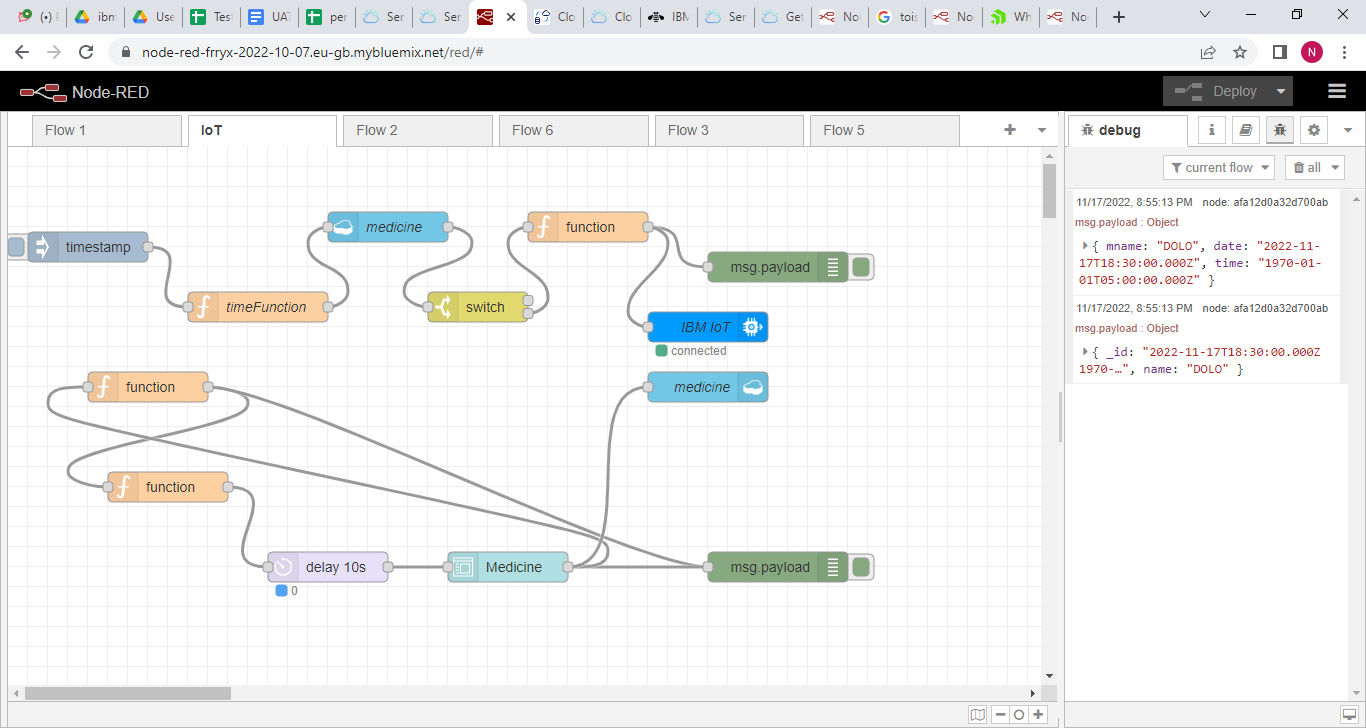 (•)
ibm
Use
Test
UAT
per
Ser
Ser
Clo
Clo
IBM
Ser
Get
No
tois
No
Wh
No
node-red-frryx-2022-10-07.eu-gb.mybluemix.net/red/#
N
Node-RED
Deploy
Flow 1
IoT
Flow 2
Flow 6
Flow 3
Flow 5
debug
i
current flow
all
timestamp
timeFunction
medicine
switch
function
msg.payload
IBM IoT
connected
medicine
function
function
delay 10s
0
Medicine
msg.payload
11/17/2022, 8:55:13 PM node: afa12d0a32d700ab
msg.payload : Object
{ mname: "DOLO", date: "2022-11-
17T18:30:00.000Z", time: "1970-01-
01T05:00:00.000Z" }
11/17/2022, 8:55:13 PM node: afa12d0a32d700ab
msg.payload : Object
{ _id: "2022-11-17T18:30:00.000Z
1970-…", name: "DOLO" }